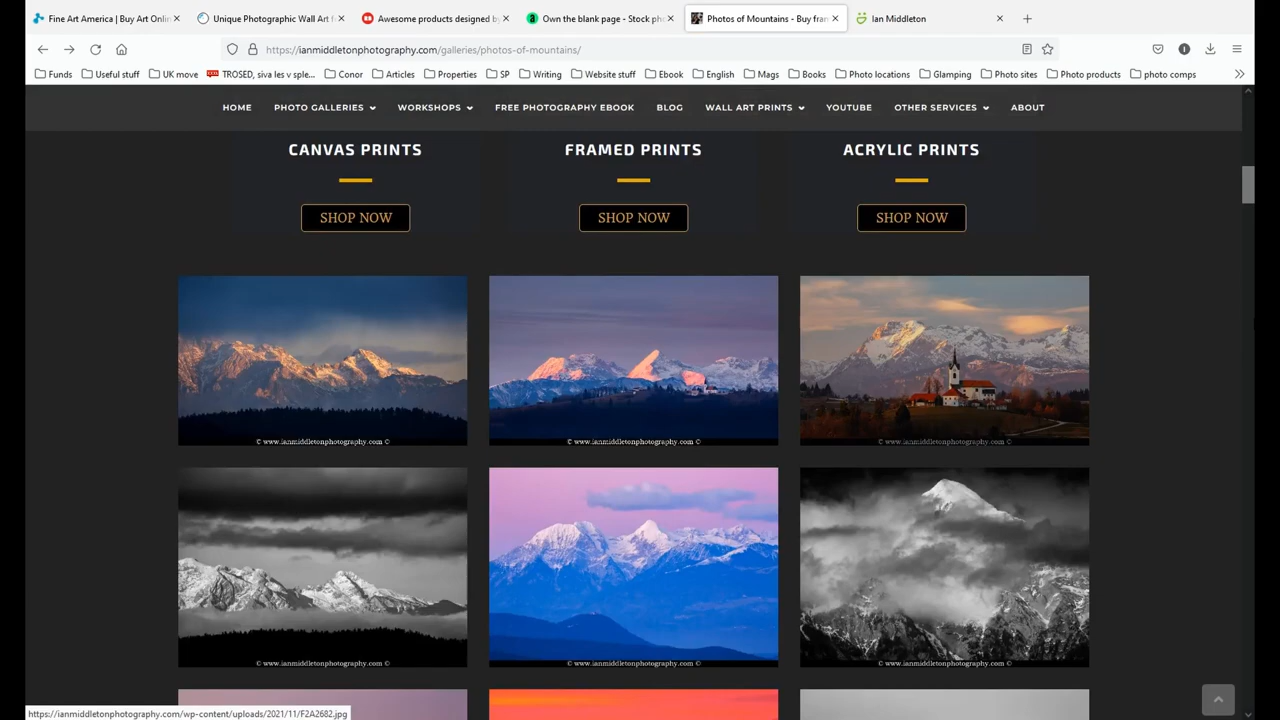 Fine Art America | Buy Art Onlin
Unique Photographic Wall Art f
Awesome products designed b
Own the blank page - Stock ph
Photos of Mountains - Buy fram
Ian Middleton
https://ianmiddletonphotography.com/galleries/photos-of-mountains/
Funds
Useful stuff
UK move
TROSED, siva les v sple...
Conor
Articles
Properties
SP
Writing
Website stuff
Ebook
English
Mags
Books
Photo locations
Glamping
Photo sites
Photo products
photo comps
HOME
PHOTO GALLERIES
WORKSHOPS
FREE PHOTOGRAPHY EBOOK
BLOG
WALL ART PRINTS
YOUTUBE
OTHER SERVICES
ABOUT
CANVAS PRINTS
FRAMED PRINTS
ACRYLIC PRINTS
SHOP NOW
SHOP NOW
SHOP NOW
© www.ianmiddletonphotography.com ©
© www.ianmiddletonphotography.com ©
© www.ianmiddletonphotography.com ©
© www.ianmiddletonphotography.com ©
© www.ianmiddletonphotography.com ©
© www.ianmiddletonphotography.com ©
https://ianmiddletonphotography.com/wp-content/uploads/2021/11/F2A2682.jpg